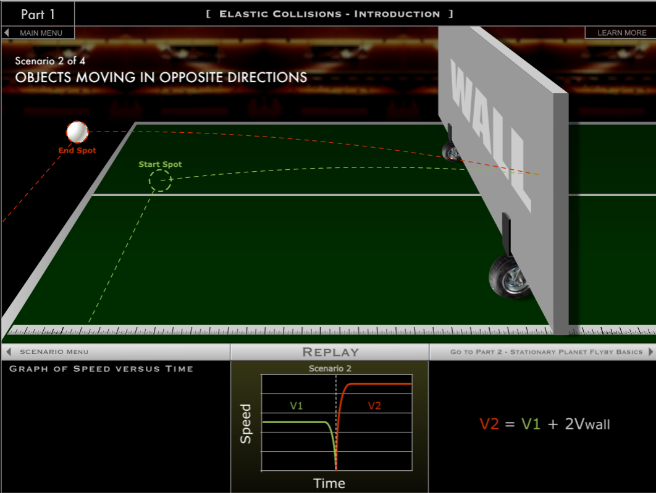 Part 1
[ Elastic Collisions - Introduction ]
MAIN MENU
LEARN MORE
Scenario 2 of 4
OBJECTS MOVING IN OPPOSITE DIRECTIONS
WALL
End Spot
Start Spot
SCENARIO MENU
REPLAY
GO TO PART 2 - STATIONARY PLANET FLYBY BASICS
GRAPH OF SPEED VERSUS TIME
Scenario 2
V1
V2
Speed
Time
V2 = V1 + 2Vwall